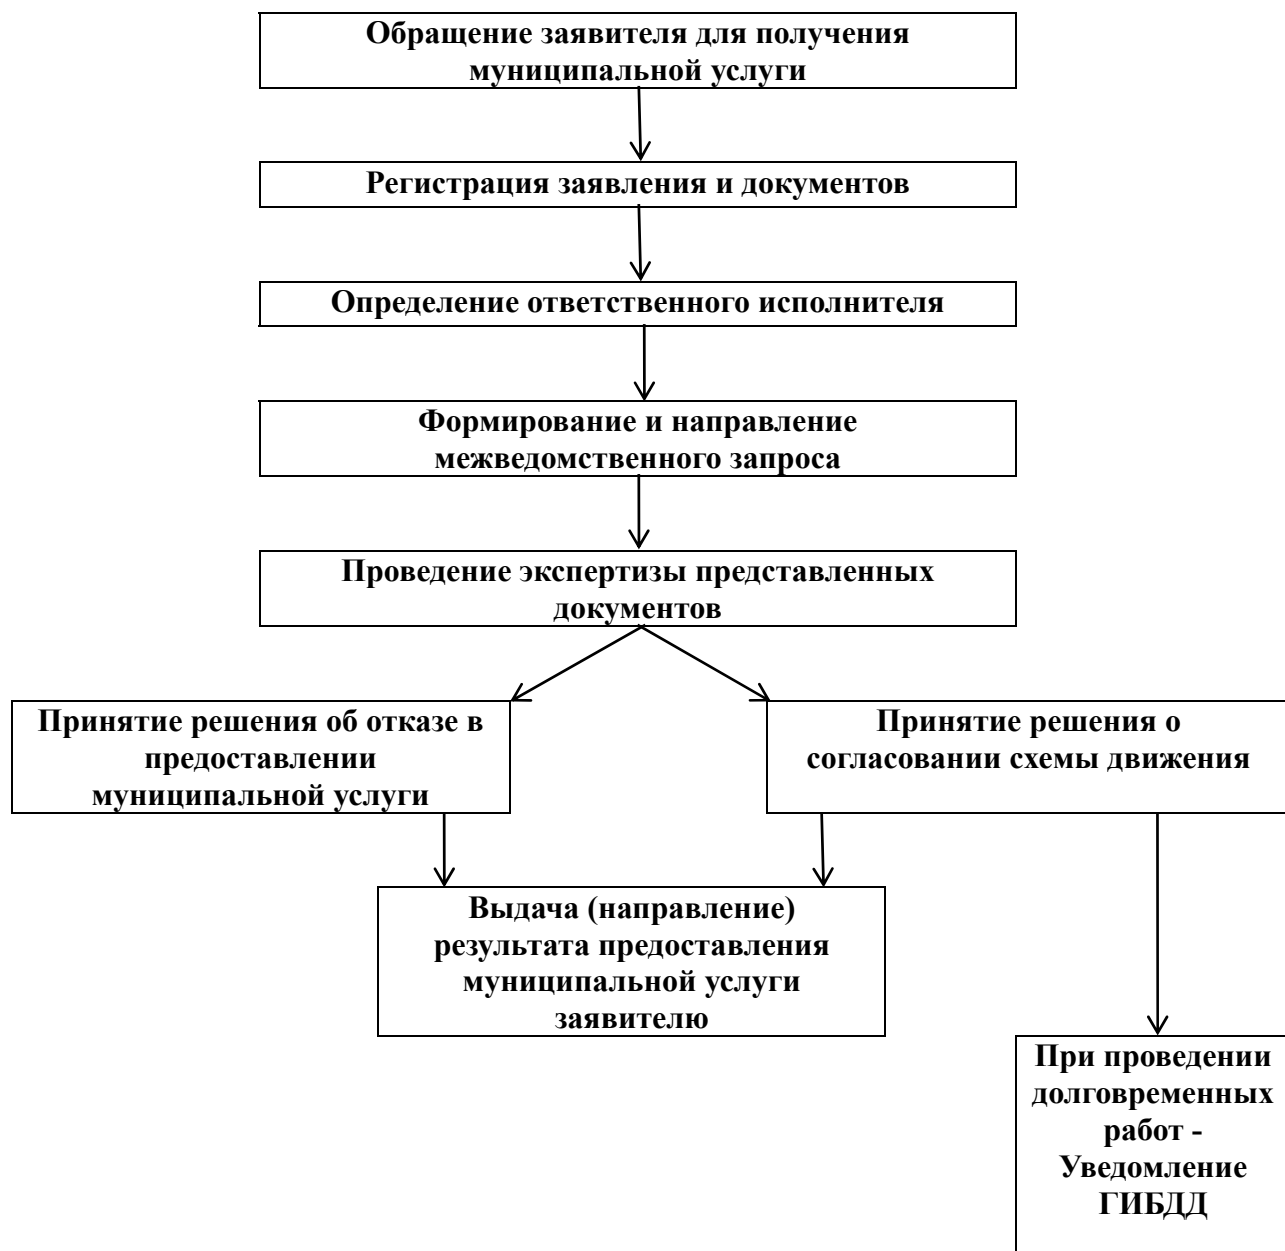 Обращение заявителя для получения
муниципальной услуги
Регистрация заявления и документов
Определение ответственного исполнителя
Формирование и направление
межведомственного запроса
Проведение экспертизы представленных
документов
Принятие решения об отказе в
предоставлении
муниципальной услуги
Принятие решения о
согласовании схемы движения
Выдача (направление)
результата предоставления
муниципальной услуги
заявителю
При проведении
долговременных
работ -
Уведомление
ГИБДД